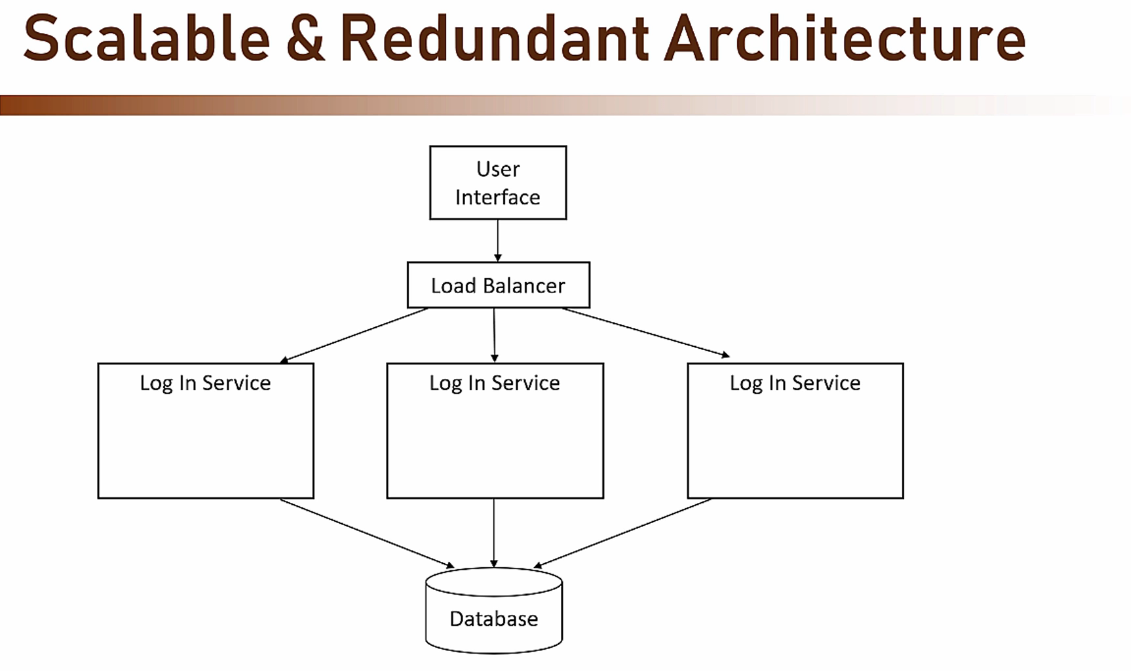 Scalable & Redundant Architecture
User
Interface
Load Balancer
Log In Service
Log In Service
Log In Service
Database